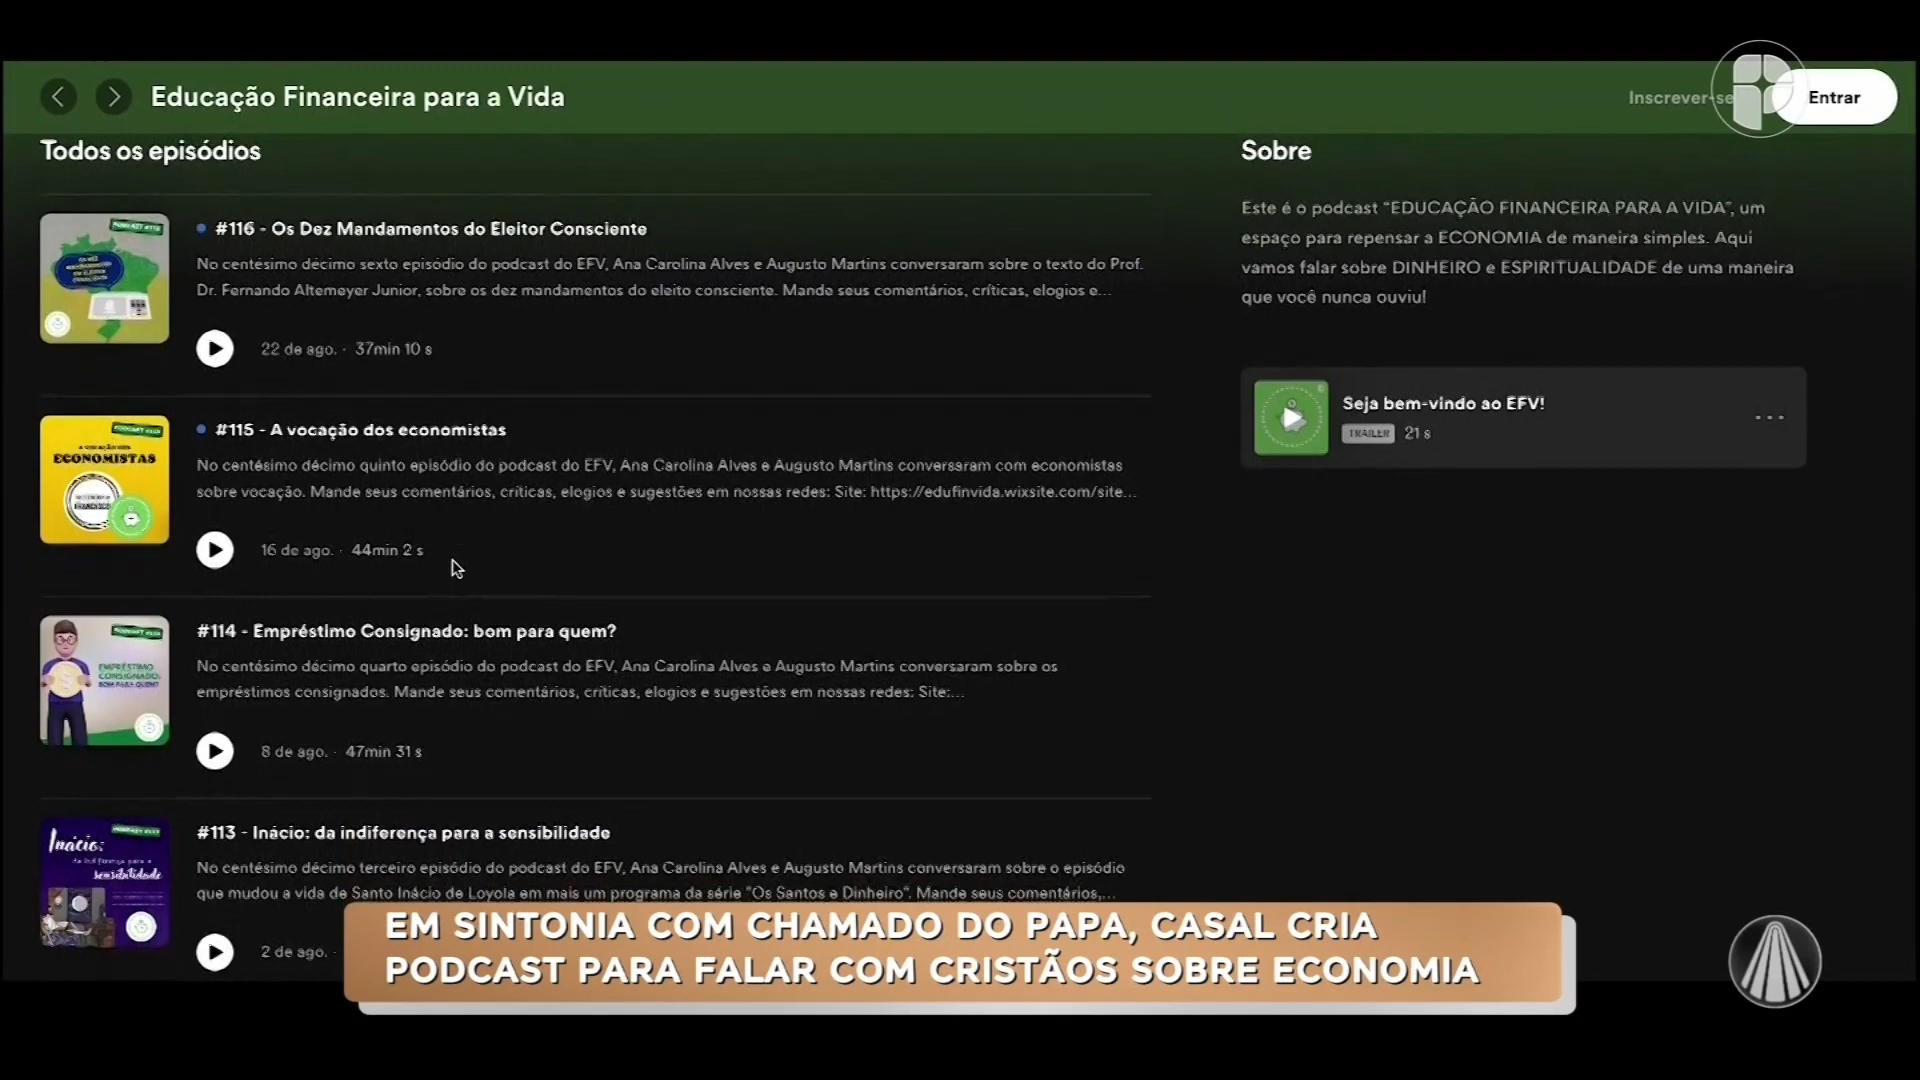 Educação Financeira para a Vida
Inscrever-se
Entrar
Todos os episódios
#116 - Os Dez Mandamentos do Eleitor Consciente
No centésimo décimo sexto episódio do podcast do EFV, Ana Carolina Alves e Augusto Martins conversaram sobre o texto do Prof.
Dr. Fernando Altemeyer Junior, sobre os dez mandamentos do eleito consciente. Mande seus comentários, críticas, elogios e...
22 de ago. · 37min 10 s
ECONOMISTAS
#115 - A vocação dos economistas
No centésimo décimo quinto episódio do podcast do EFV, Ana Carolina Alves e Augusto Martins conversaram com economistas
sobre vocação. Mande seus comentários, críticas, elogios e sugestões em nossas redes: Site: https://edufinvida.wixsite.com/site...
16 de ago. · 44min 2 s
EMPRÉSTIMO
CONSIGNADO:
BOM PARA QUEM?
#114 - Empréstimo Consignado: bom para quem?
No centésimo décimo quarto episódio do podcast do EFV, Ana Carolina Alves e Augusto Martins conversaram sobre os
empréstimos consignados. Mande seus comentários, críticas, elogios e sugestões em nossas redes: Site:...
8 de ago. · 47min 31 s
Inácio:
da indiferença para a
sensibilidade
#113 - Inácio: da indiferença para a sensibilidade
No centésimo décimo terceiro episódio do podcast do EFV, Ana Carolina Alves e Augusto Martins conversaram sobre o episódio
que mudou a vida de Santo Inácio de Loyola em mais um programa da série "Os Santos e Dinheiro". Mande seus comentários,...
2 de ago. ·
Sobre
Este é o podcast "EDUCAÇÃO FINANCEIRA PARA A VIDA", um
espaço para repensar a ECONOMIA de maneira simples. Aqui
vamos falar sobre DINHEIRO e ESPIRITUALIDADE de uma maneira
que você nunca ouviu!
Seja bem-vindo ao EFV!
TRAILER 21 s
EM SINTONIA COM CHAMADO DO PAPA, CASAL CRIA
PODCAST PARA FALAR COM CRISTÃOS SOBRE ECONOMIA